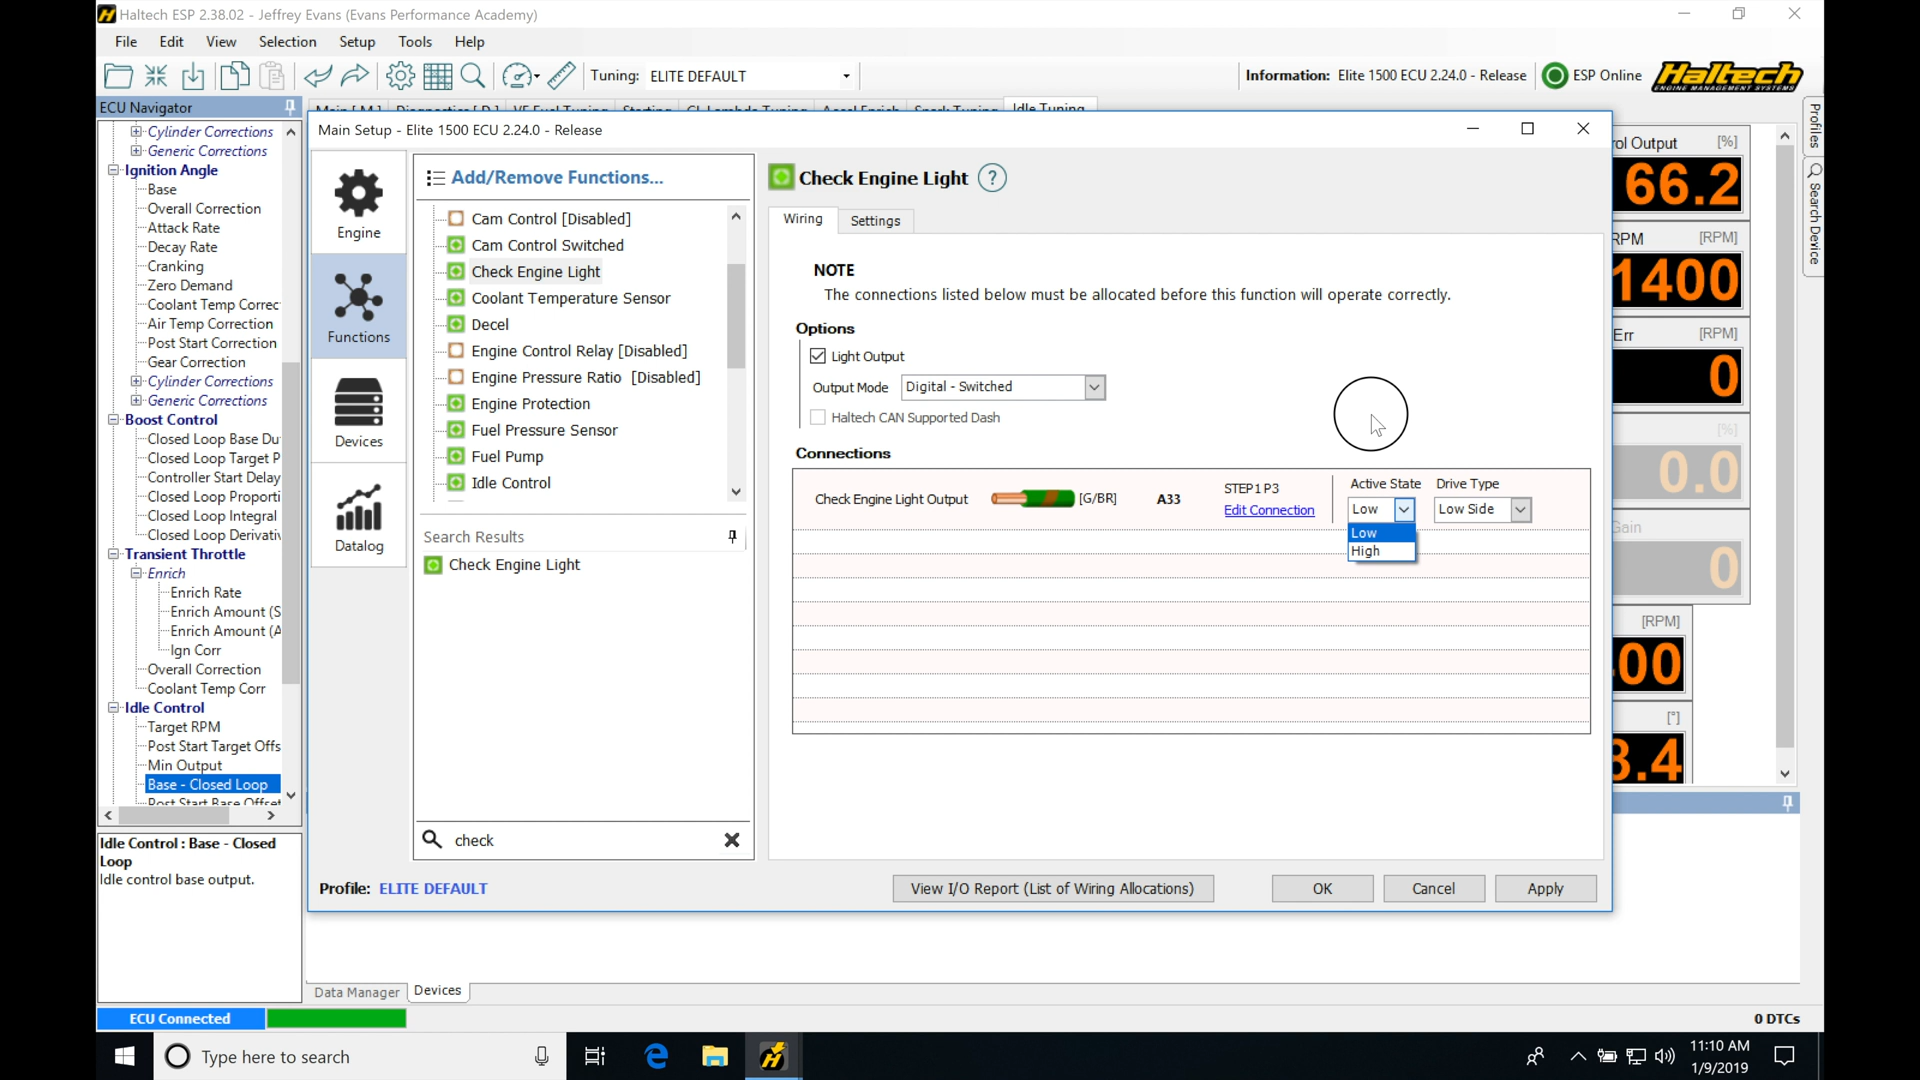 Haltech ESP 2.38.02 - Jeffrey Evans (Evans Performance Academy)
File Edit View Selection Setup Tools Help
Tuning: ELITE DEFAULT
Information: Elite 1500 ECU 2.24.0 - Release
ESP Online
Haltech
ENGINE MANAGEMENT SYSTEMS
ECU Navigator
Idle Tuning
Cylinder Corrections
Generic Corrections
Ignition Angle
Base
Overall Correction
Attack Rate
Decay Rate
Cranking
Zero Demand
Coolant Temp Correc
Air Temp Correction
Post Start Correction
Gear Correction
Cylinder Corrections
Generic Corrections
Boost Control
Closed Loop Base Du
Closed Loop Target P
Controller Start Delay
Closed Loop Proporti
Closed Loop Integral
Closed Loop Derivati
Transient Throttle
Enrich
Enrich Rate
Enrich Amount (S
Enrich Amount (A
Ign Corr
Overall Correction
Coolant Temp Corr
Idle Control
Target RPM
Post Start Target Offs
Min Output
Base - Closed Loop
Post Start Base Offset
Idle Control : Base - Closed
Loop
Idle control base output.
Main Setup - Elite 1500 ECU 2.24.0 - Release
Engine
Functions
Devices
Datalog
Add/Remove Functions...
Cam Control [Disabled]
Cam Control Switched
Check Engine Light
Coolant Temperature Sensor
Decel
Engine Control Relay [Disabled]
Engine Pressure Ratio [Disabled]
Engine Protection
Fuel Pressure Sensor
Fuel Pump
Idle Control
Search Results
Check Engine Light
check
Check Engine Light ?
Wiring Settings
NOTE
The connections listed below must be allocated before this function will operate correctly.
Options
Light Output
Output Mode Digital - Switched
Haltech CAN Supported Dash
Connections
Check Engine Light Output [G/BR] A33 STEP1 P3
Edit Connection
Active State Drive Type
Low Low Side
Low
High
Profile: ELITE DEFAULT
View I/O Report (List of Wiring Allocations)
OK Cancel Apply
rol Output [%]
66.2
RPM [RPM]
1400
Err [RPM]
0
[%]
0.0
Gain
0
[RPM]
00
[°]
3.4
Profiles
Search Device
Data Manager Devices
ECU Connected
0 DTCs
Type here to search
11:10 AM
1/9/2019